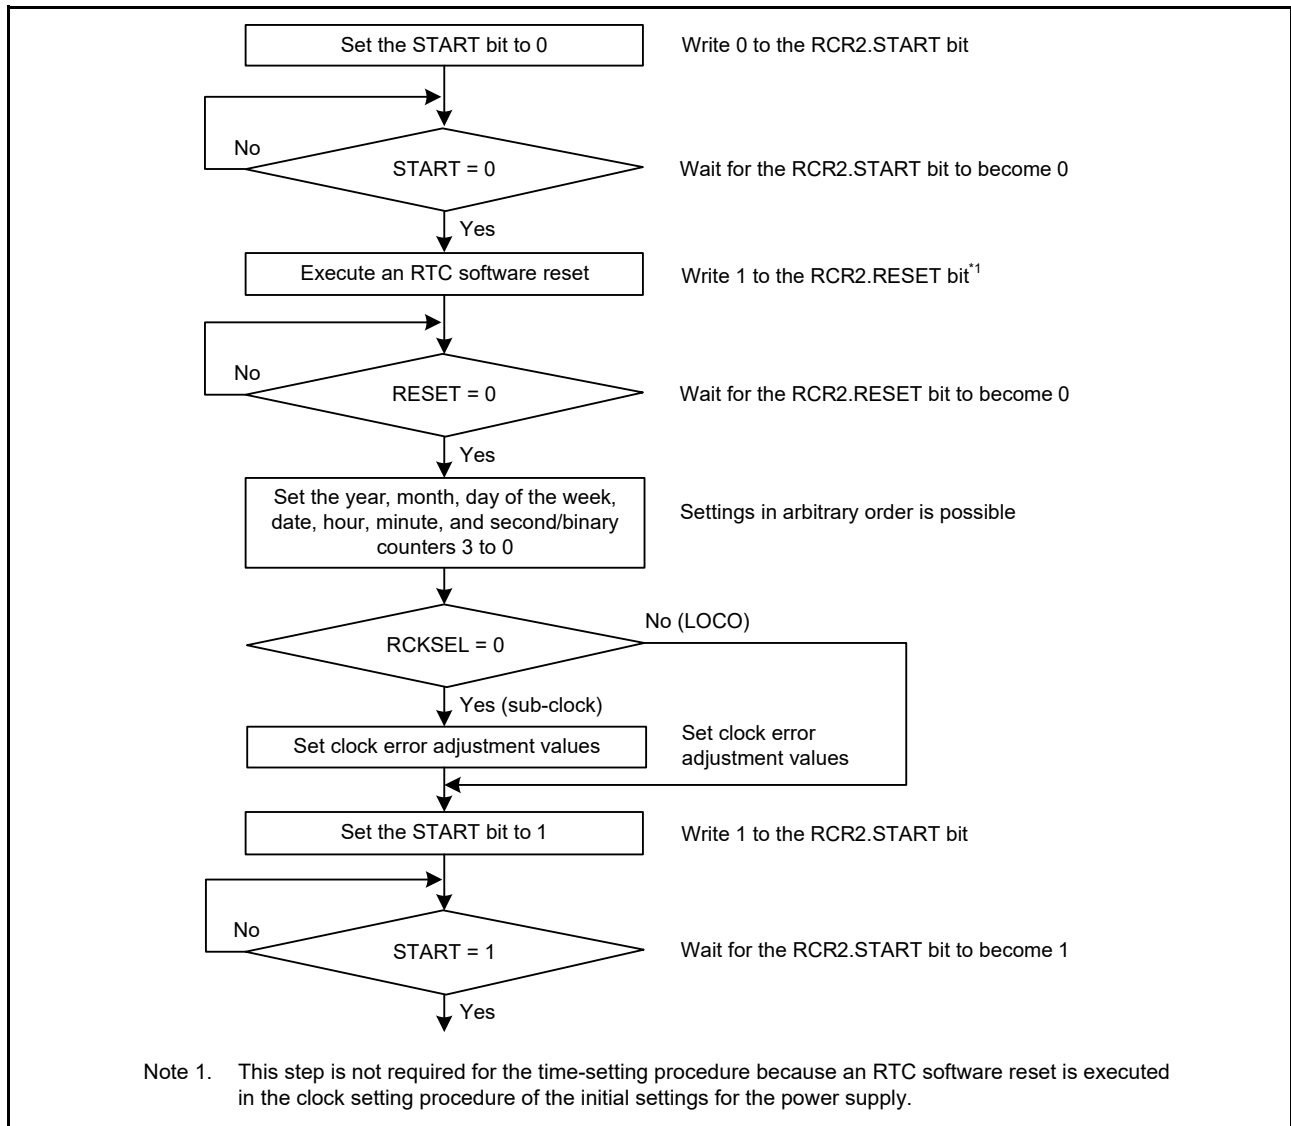 Set the START bit to 0
Write 0 to the RCR2.START bit
No
START = 0
Wait for the RCR2.START bit to become 0
Yes
Execute an RTC software reset
Write 1 to the RCR2.RESET bit*1
No
RESET = 0
Wait for the RCR2.RESET bit to become 0
Yes
Set the year, month, day of the week,
date, hour, minute, and second/binary
counters 3 to 0
Settings in arbitrary order is possible
No (LOCO)
RCKSEL = 0
Yes (sub-clock)
Set clock error adjustment values
Set clock error
adjustment values
Set the START bit to 1
Write 1 to the RCR2.START bit
No
START = 1
Wait for the RCR2.START bit to become 1
Yes
Note 1. This step is not required for the time-setting procedure because an RTC software reset is executed
in the clock setting procedure of the initial settings for the power supply.